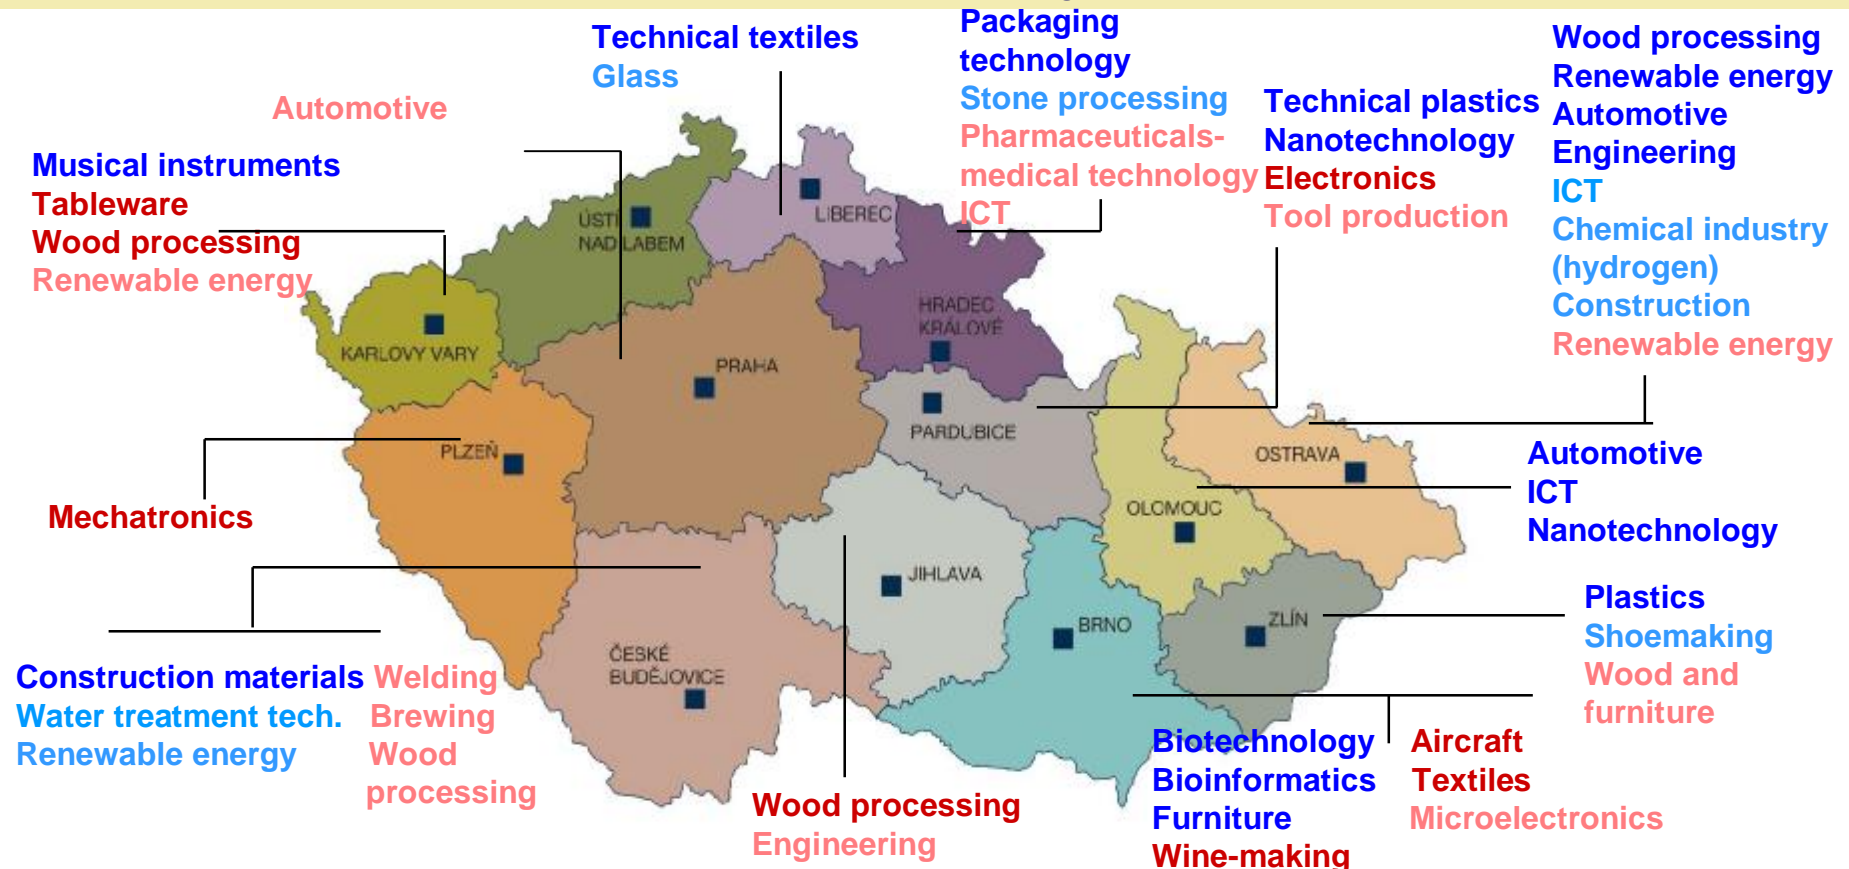 Packaging
technology
Stone processing
Pharmaceuticals-
medical technology
ICT
Technical textiles
Glass
Automotive
Musical instruments
Tableware
Wood processing
Renewable energy
Technical plastics
Nanotechnology
Electronics
Tool production
Wood processing
Renewable energy
Automotive
Engineering
ICT
Chemical industry
(hydrogen)
Construction
Renewable energy
ÚSTÍ
NAD LABEM
LIBEREC
HRADEC
KRÁLOVÉ
KARLOVY VARY
PRAHA
PARDUBICE
PLZEŇ
OSTRAVA
OLOMOUC
JIHLAVA
BRNO
ZLÍN
ČESKÉ
BUDĚJOVICE
Mechatronics
Automotive
ICT
Nanotechnology
Plastics
Shoemaking
Wood and
furniture
Construction materials
Water treatment tech.
Renewable energy
Welding
Brewing
Wood
processing
Wood processing
Engineering
Biotechnology
Bioinformatics
Furniture
Wine-making
Aircraft
Textiles
Microelectronics